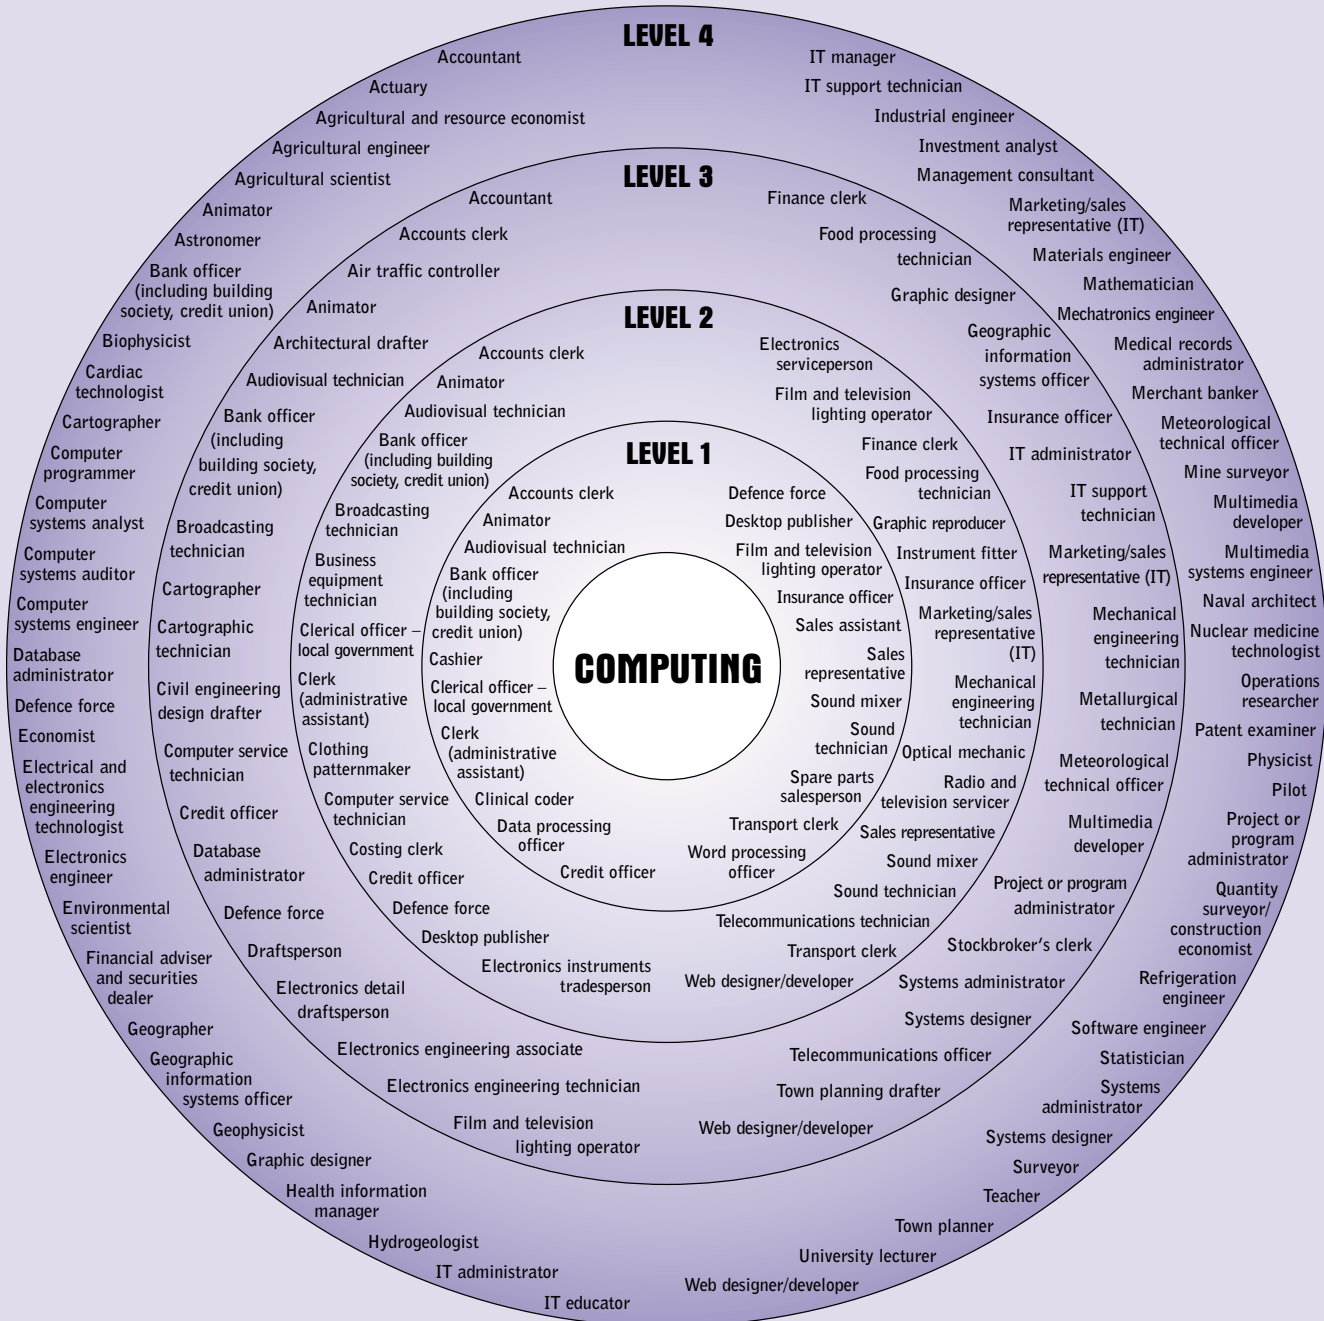 LEVEL 4
Accountant
Actuary
Agricultural and resource economist
Agricultural engineer
Agricultural scientist
Animator
Astronomer
Bank officer
(including building
society, credit union)
Biophysicist
Cardiac
technologist
Cartographer
Computer
programmer
Computer
systems analyst
Computer
systems auditor
Computer
systems engineer
Database
administrator
Defence force
Economist
Electrical and
electronics
engineering
technologist
Electronics
engineer
Environmental
scientist
Financial adviser
and securities
dealer
Geographer
Geographic
information
systems officer
Geophysicist
Graphic designer
Health information
manager
Hydrogeologist
IT administrator
IT educator
IT manager
IT support technician
Industrial engineer
Investment analyst
Management consultant
Marketing/sales
representative (IT)
Materials engineer
Mathematician
Mechatronics engineer
Medical records
administrator
Merchant banker
Meteorological
technical officer
Mine surveyor
Multimedia
developer
Multimedia
systems engineer
Naval architect
Nuclear medicine
technologist
Operations
researcher
Patent examiner
Physicist
Pilot
Project or
program
administrator
Quantity
surveyor/
construction
economist
Refrigeration
engineer
Software engineer
Statistician
Systems
administrator
Systems designer
Surveyor
Teacher
Town planner
University lecturer
Web designer/developer
LEVEL 3
Accountant
Accounts clerk
Air traffic controller
Animator
Architectural drafter
Audiovisual technician
Bank officer
(including
building society,
credit union)
Broadcasting
technician
Cartographer
Cartographic
technician
Civil engineering
design drafter
Computer service
technician
Credit officer
Database
administrator
Defence force
Draftsperson
Electronics detail
draftsperson
Electronics engineering associate
Electronics engineering technician
Film and television
lighting operator
Finance clerk
Food processing
technician
Graphic designer
Geographic
information
systems officer
Insurance officer
IT administrator
IT support
technician
Marketing/sales
representative (IT)
Mechanical
engineering
technician
Metallurgical
technician
Meteorological
technical officer
Multimedia
developer
Project or program
administrator
Stockbroker's clerk
Systems administrator
Systems designer
Telecommunications officer
Town planning drafter
Web designer/developer
LEVEL 2
Accounts clerk
Animator
Audiovisual technician
Bank officer
(including building
society, credit union)
Broadcasting
technician
Business
equipment
technician
Clerical officer –
local government
Clerk
(administrative
assistant)
Clothing
patternmaker
Computer service
technician
Costing clerk
Credit officer
Defence force
Desktop publisher
Electronics instruments
tradesperson
Electronics
serviceperson
Film and television
lighting operator
Finance clerk
Food processing
technician
Graphic reproducer
Instrument fitter
Insurance officer
Marketing/sales
representative
(IT)
Mechanical
engineering
technician
Optical mechanic
Radio and
television servicer
Sales representative
Sound mixer
Sound technician
Telecommunications technician
Transport clerk
Web designer/developer
LEVEL 1
Accounts clerk
Animator
Audiovisual technician
Bank officer
(including
building society,
credit union)
Cashier
Clerical officer –
local government
Clerk
(administrative
assistant)
Clinical coder
Data processing
officer
Credit officer
Defence force
Desktop publisher
Film and television
lighting operator
Insurance officer
Sales assistant
Sales
representative
Sound mixer
Sound
technician
Spare parts
salesperson
Transport clerk
Word processing
officer
COMPUTING